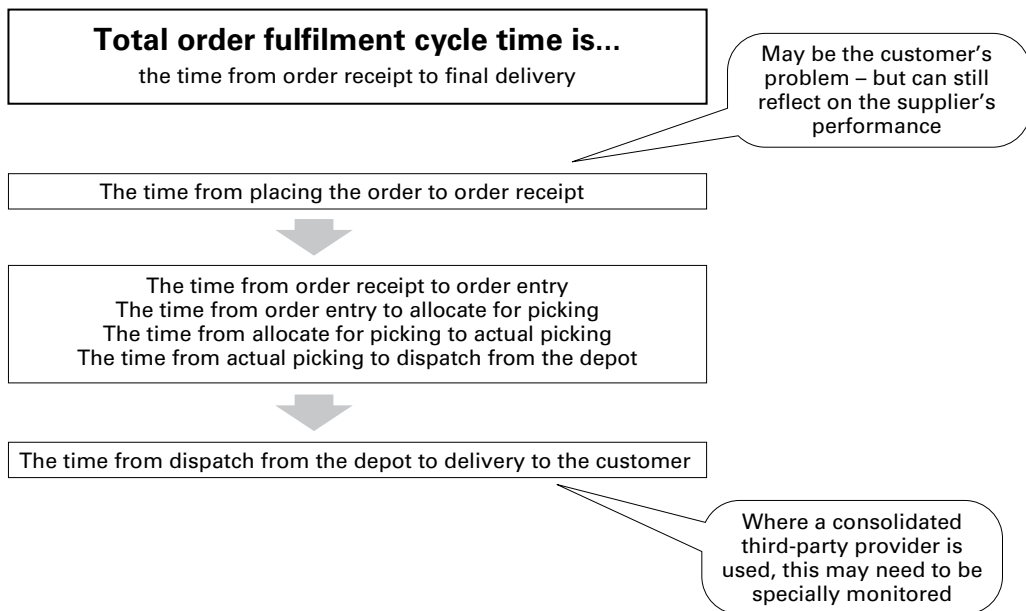 Total order fulfilment cycle time is...
the time from order receipt to final delivery
May be the customer’s
problem – but can still
reflect on the supplier’s
performance
The time from placing the order to order receipt
The time from order receipt to order entry
The time from order entry to allocate for picking
The time from allocate for picking to actual picking
The time from actual picking to dispatch from the depot
The time from dispatch from the depot to delivery to the customer
Where a consolidated
third-party provider is
used, this may need to be
specially monitored